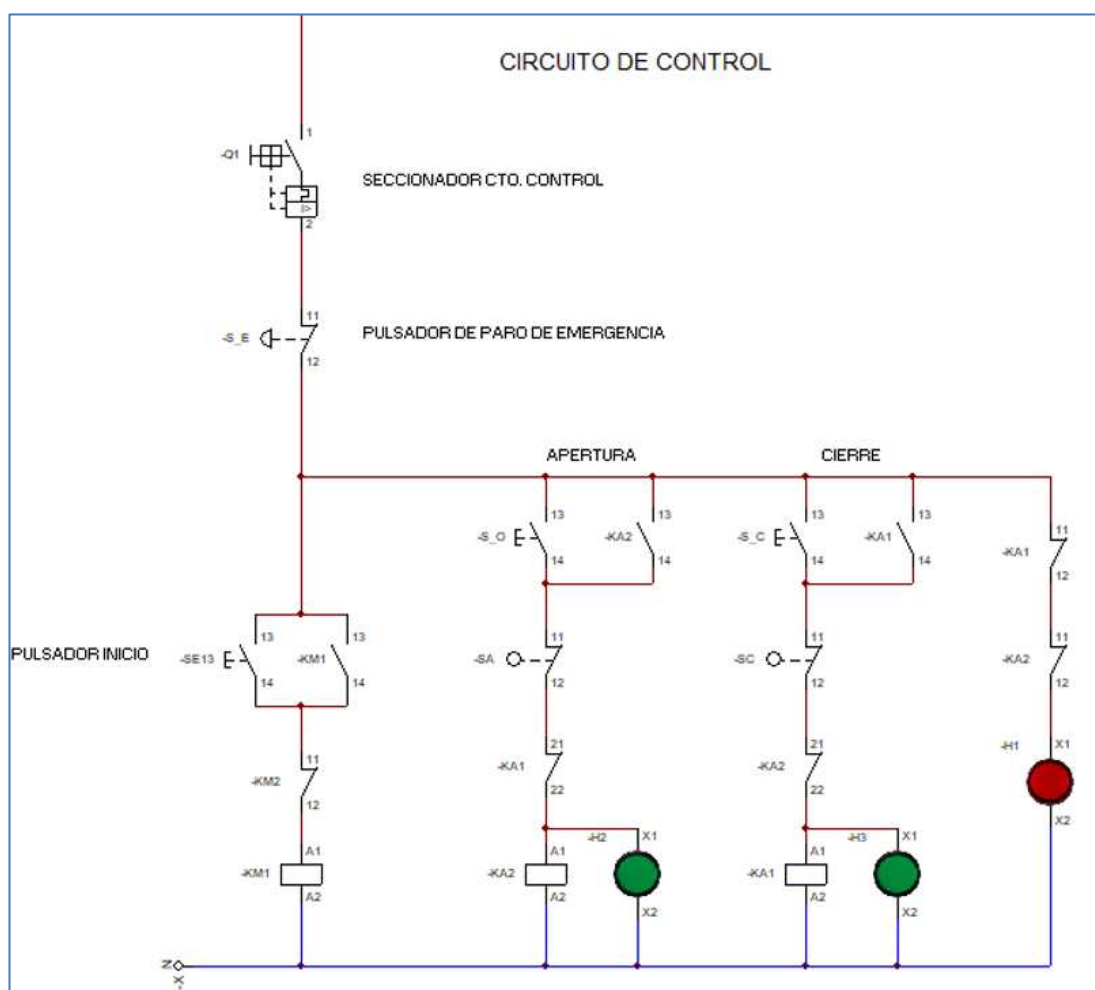 CIRCUITO DE CONTROL
1
-Q1
SECCIONADOR CTO. CONTROL
I>
2
11
-S_E
PULSADOR DE PARO DE EMERGENCIA
12
APERTURA CIERRE
13 13 13 13
-S_O -KA2 -S_C -KA1
14 14 14 14
11
-KA1
12
13 13 11 11 11
PULSADOR INICIO -SE13 -KM1 -SA -SC -KA2
14 14 12 12 12
11 21 21 -H1 X1
-KM2 -KA1 -KA2
12 22 22 X2
A1 A1 -H2 X1 A1 -H3 X1
-KM1 -KA2 -KA1
A2 A2 X2 A2 X2
N
-X